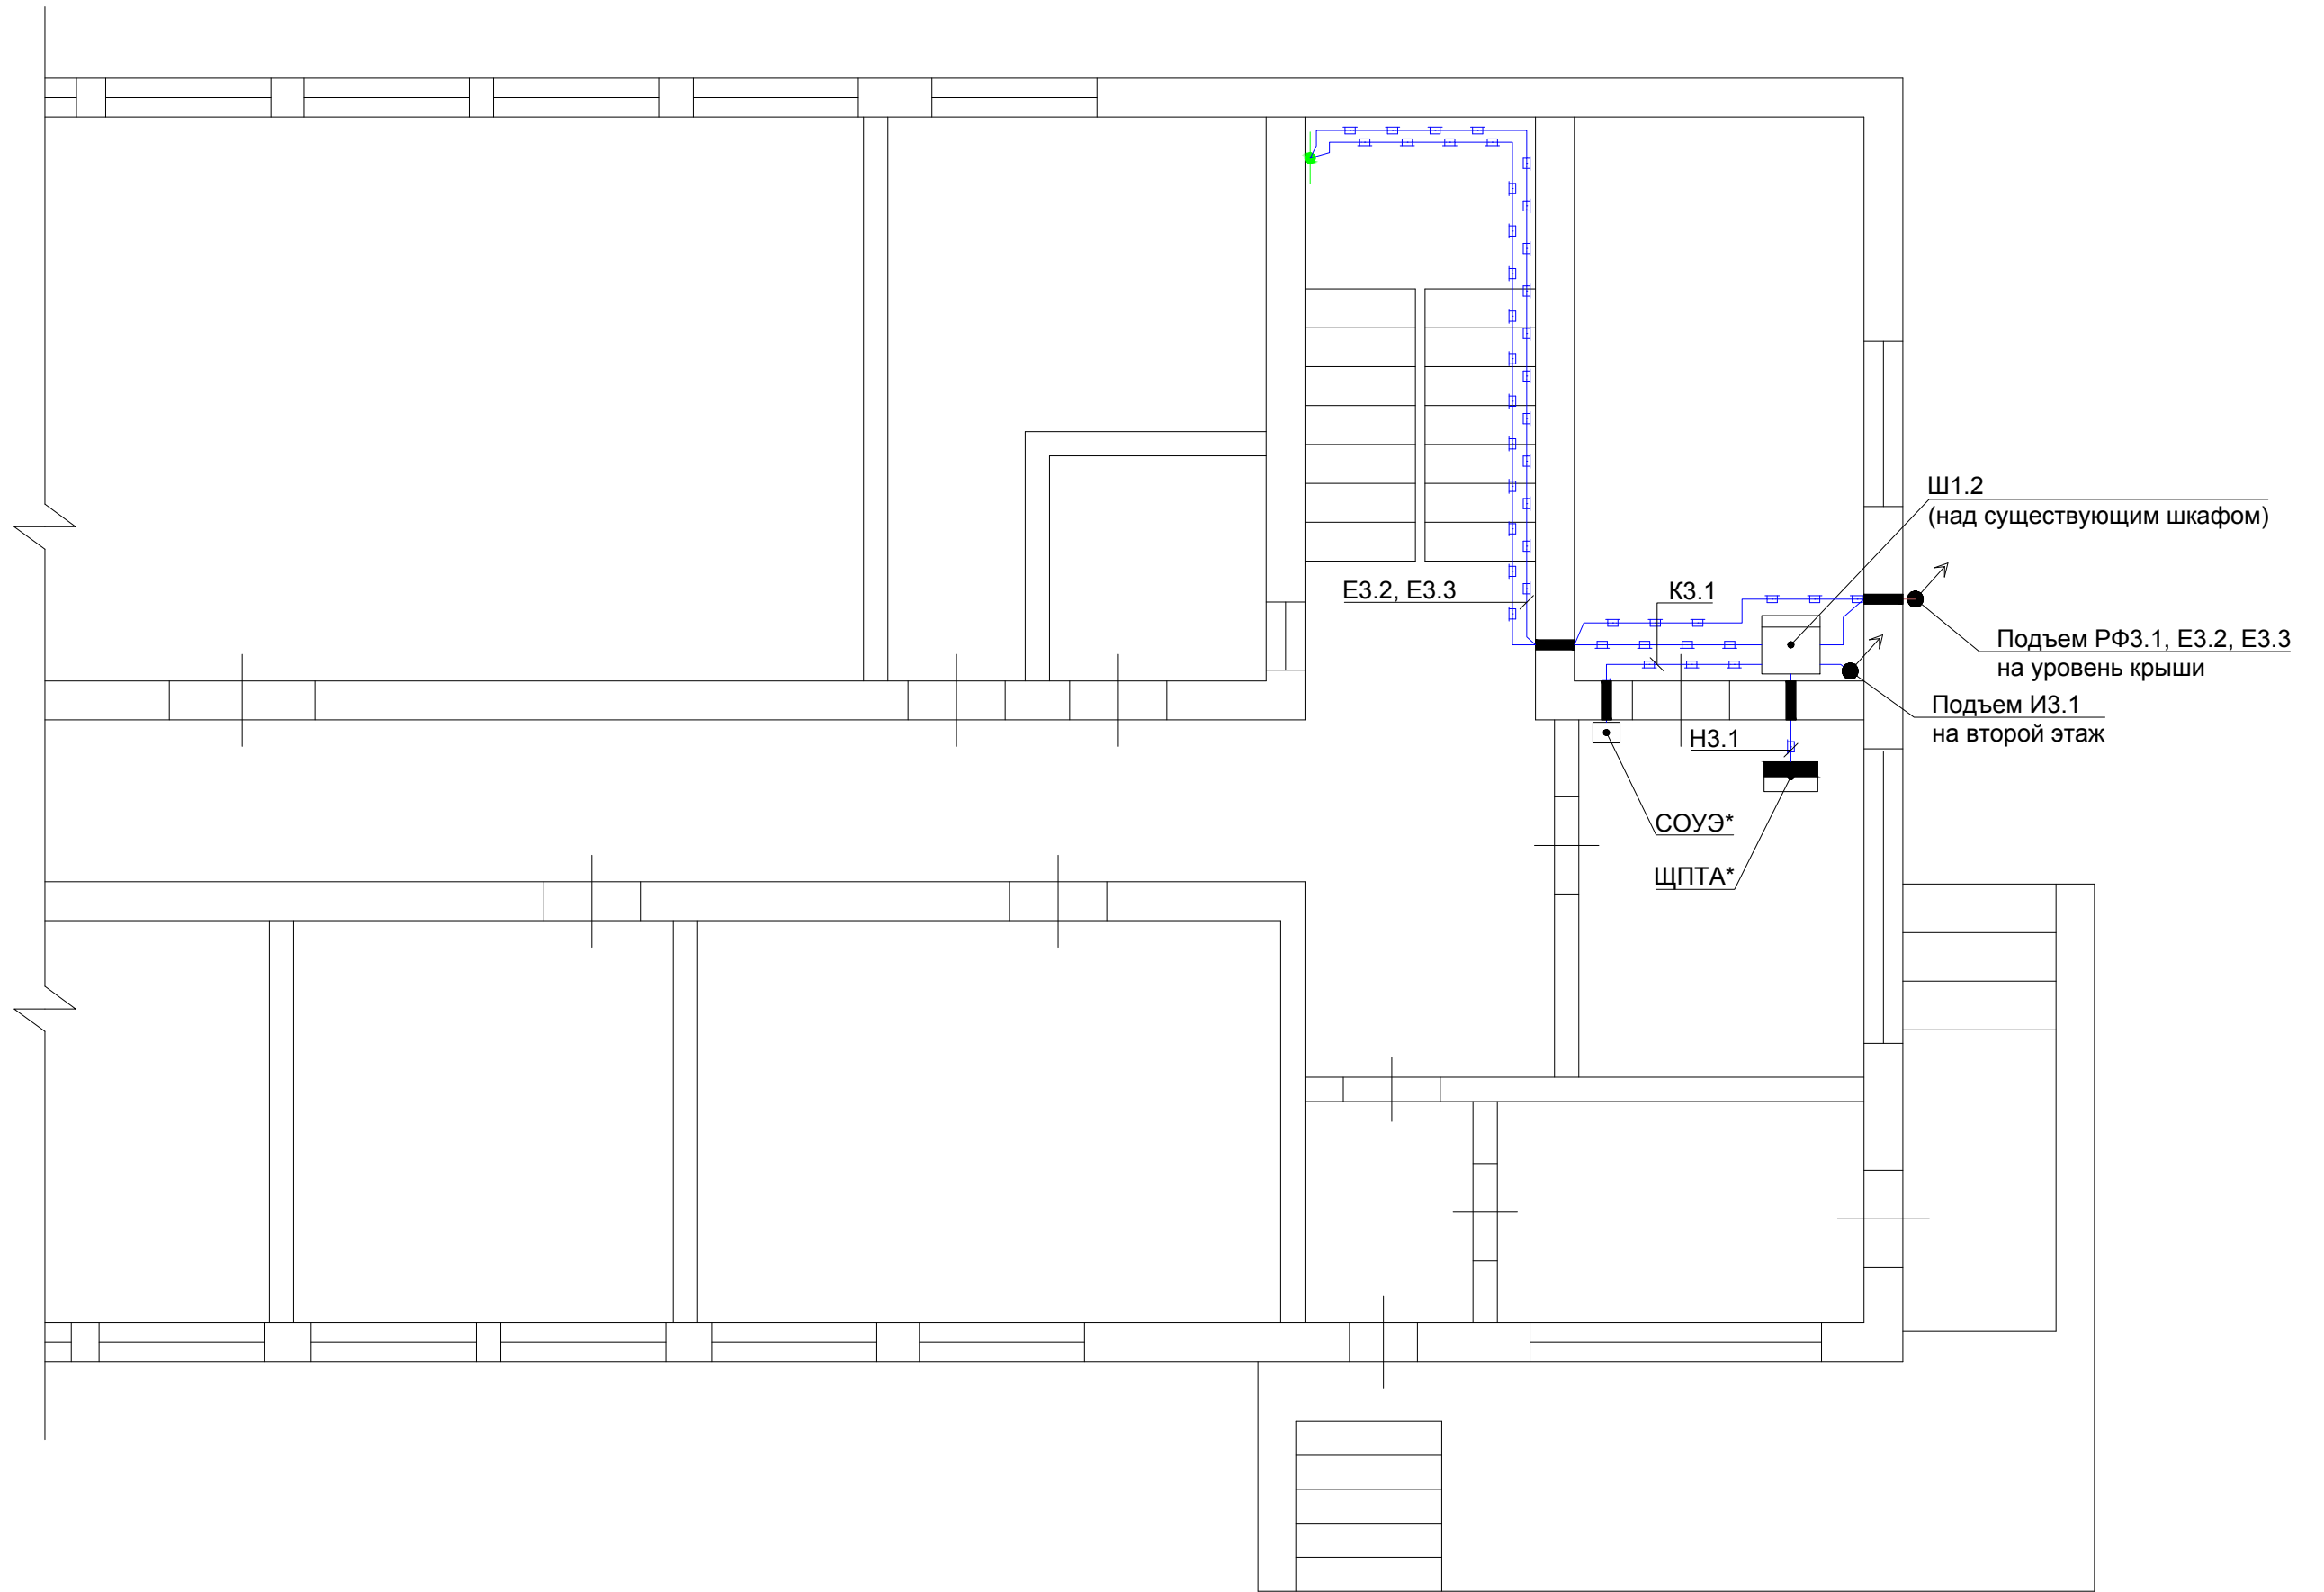 Ш1.2
(над существующим шкафом)
Е3.2, Е3.3
К3.1
Подъем РФ3.1, Е3.2, Е3.3
на уровень крыши
Подъем И3.1
на второй этаж
Н3.1
СОУЭ*
ЩПТА*